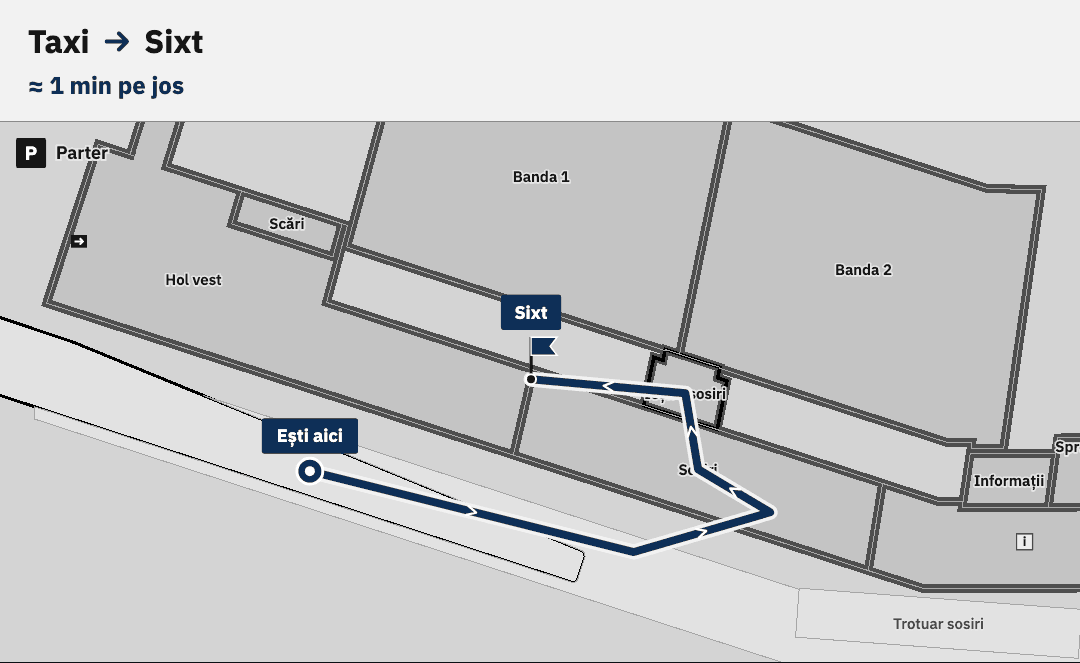 Taxi → Sixt
≈ 1 min pe jos
P Parter
Banda 1
Scări
Banda 2
Hol vest
Sixt
sosiri
Ești aici
Informații
i
Trotuar sosiri